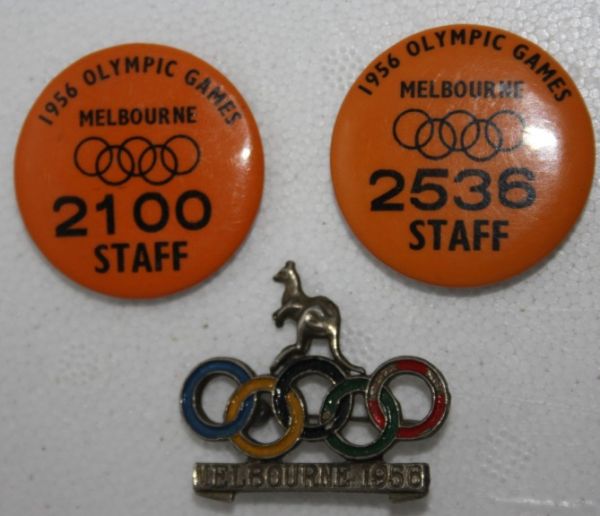 1956 OLYMPIC GAMES
MELBOURNE
2100
STAFF
1956 OLYMPIC GAMES
MELBOURNE
2536
STAFF
MELBOURNE 1956